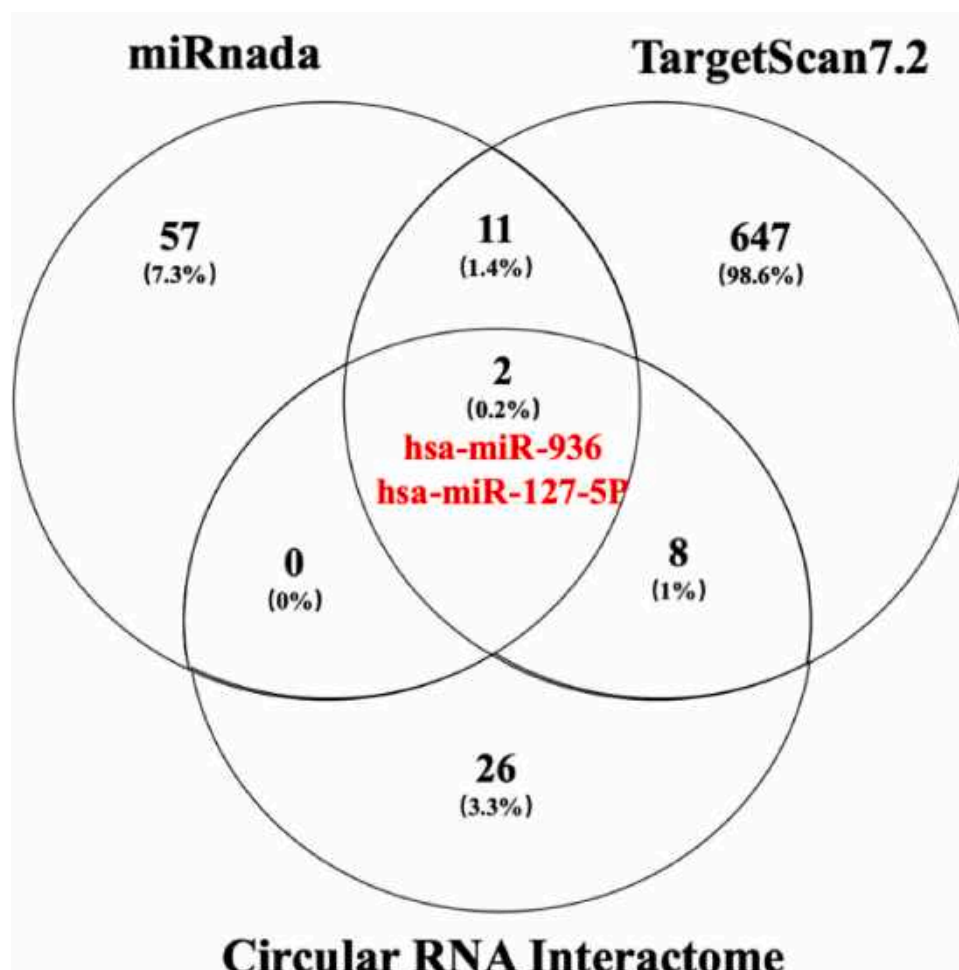 miRnada
TargetScan7.2
57
(7.3%)
11
(1.4%)
647
(98.6%)
2
(0.2%)
hsa-miR-936
hsa-miR-127-5P
0
(0%)
8
(1%)
26
(3.3%)
Circular RNA Interactome